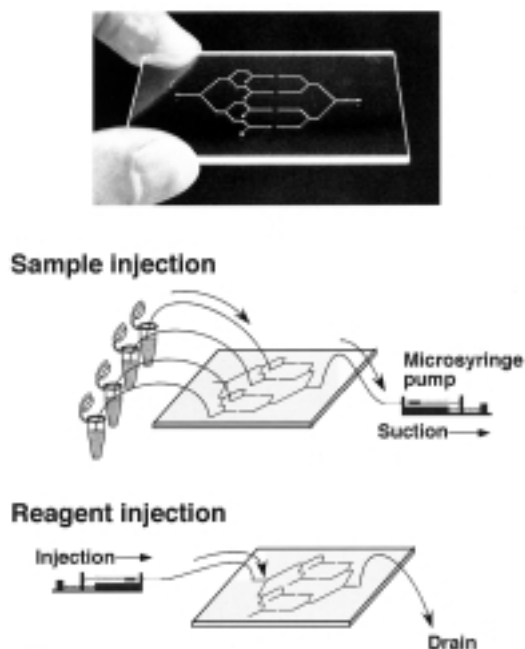 Sample injection
Microsyringe
pump
Suction
Reagent injection
Injection
Drain